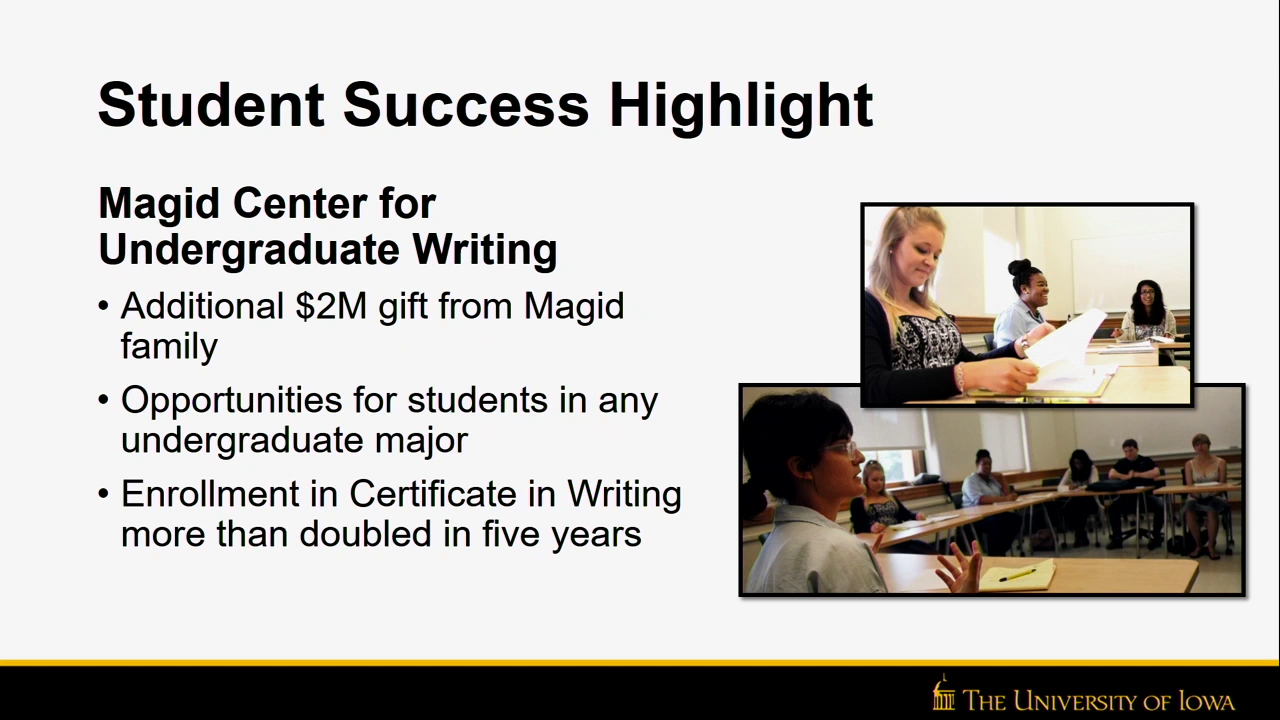 Student Success Highlight
Magid Center for
Undergraduate Writing
• Additional $2M gift from Magid
family
• Opportunities for students in any
undergraduate major
• Enrollment in Certificate in Writing
more than doubled in five years
THE UNIVERSITY OF IOWA